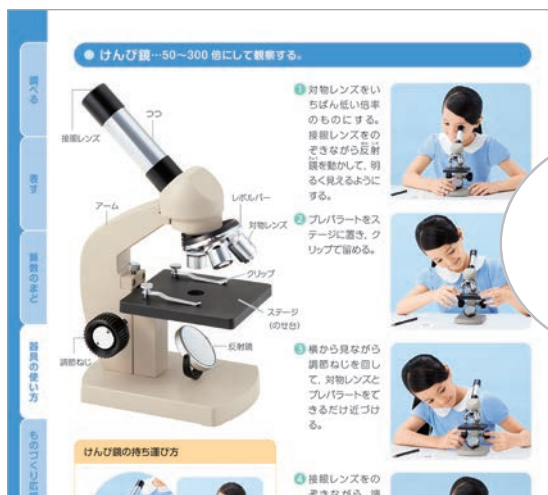 けんび鏡…50〜300 倍にして観察する。
調べる
表す
算数のまど
器具の使い方
ものづくり広場
接眼レンズ
つつ
アーム
レボルバー
対物レンズ
クリップ
ステージ
(のせ台)
反射鏡
調節ねじ
1 対物レンズをい
ちばん低い倍率
のものにする。
接眼レンズをの
ぞきながら反射
鏡を動かして、明
るく見えるように
する。
2 プレパラートをス
テージに置き、ク
リップで留める。
3 横から見ながら
調節ねじを回し
て、対物レンズと
プレパラートをで
きるだけ近づけ
る。
けんび鏡の持ち運び方
4 接眼レンズをの
ぞきながら、調